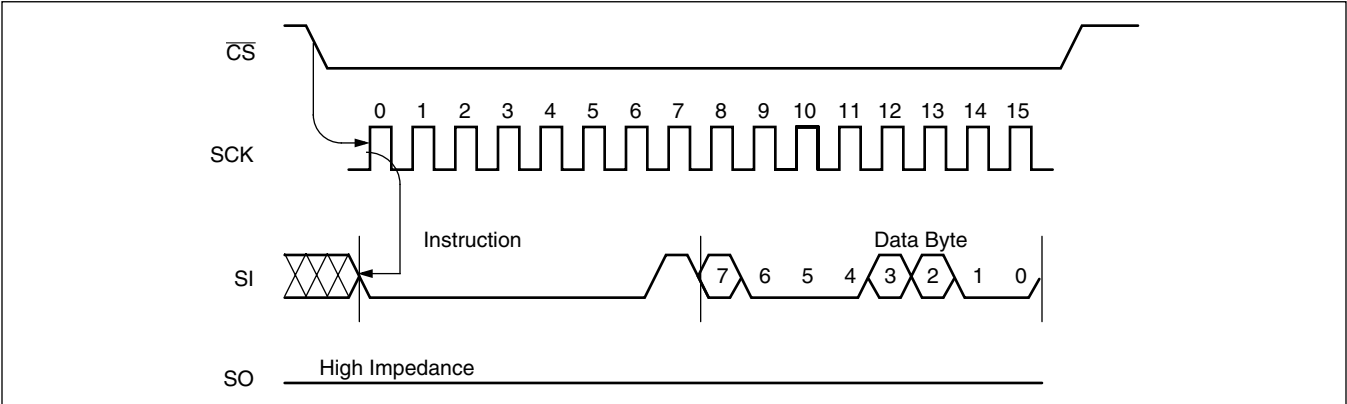 C̅S̅
0 1 2 3 4 5 6 7 8 9 10 11 12 13 14 15
SCK
Instruction
Data Byte
SI
7 6 5 4 3 2 1 0
High Impedance
SO